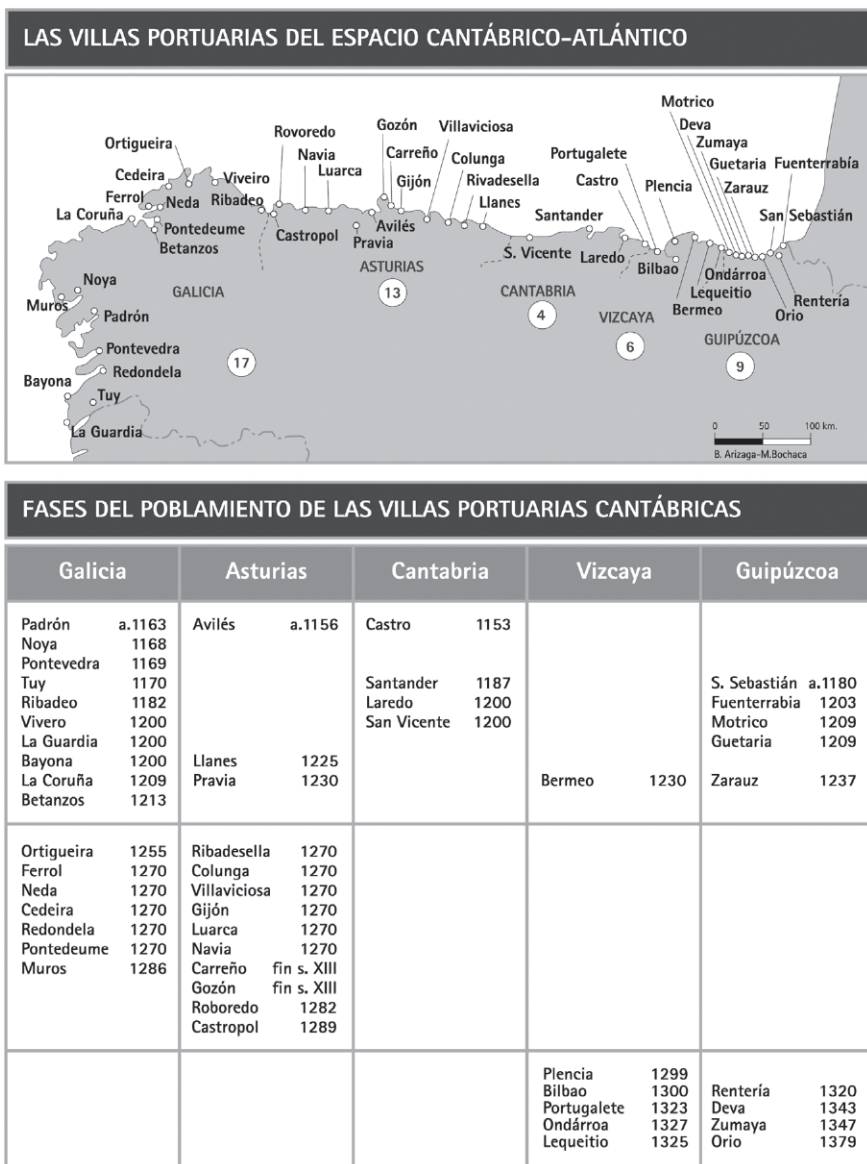 LAS VILLAS PORTUARIAS DEL ESPACIO CANTÁBRICO-ATLÁNTICO
Motrico
Deva
Zumaya
Guetaria
Zarauz
Fuenterrabía
San Sebastián
Gozón
Villaviciosa
Carreño
Colunga
Gijón
Rivadesella
Llanes
Portugalete
Castro
Plencia
Santander
Rovoredo
Navia
Luarca
Ortigueira
Cedeira
Viveiro
Ferrol
Neda
Ribadeo
La Coruña
Pontedeume
Betanzos
Castropol
Avilés
Pravia
S. Vicente
Laredo
Bilbao
Ondárroa
Lequeitio
Bermeo
Rentería
Orio
ASTURIAS
13
GALICIA
17
CANTABRIA
4
VIZCAYA
6
GUIPÚZCOA
9
Noya
Muros
Padrón
Pontevedra
Redondela
Bayona
Tuy
La Guardia
0 50 100 km.
B. Arizaga-M.Bochaca
FASES DEL POBLAMIENTO DE LAS VILLAS PORTUARIAS CANTÁBRICAS
Galicia Asturias Cantabria Vizcaya Guipúzcoa
Padrón a.1163 Avilés a.1156 Castro 1153
Noya 1168
Pontevedra 1169
Tuy 1170 Santander 1187 S. Sebastián a.1180
Ribadeo 1182 Laredo 1200 Fuenterrabia 1203
Vivero 1200 San Vicente 1200 Motrico 1209
La Guardia 1200 Guetaria 1209
Bayona 1200 Llanes 1225
La Coruña 1209 Pravia 1230 Bermeo 1230 Zarauz 1237
Betanzos 1213
Ortigueira 1255 Ribadesella 1270
Ferrol 1270 Colunga 1270
Neda 1270 Villaviciosa 1270
Cedeira 1270 Gijón 1270
Redondela 1270 Luarca 1270
Pontedeume 1270 Navia 1270
Muros 1286 Carreño fin s. XIII
Gozón fin s. XIII
Roboredo 1282
Castropol 1289
Plencia 1299
Bilbao 1300 Rentería 1320
Portugalete 1323 Deva 1343
Ondárroa 1327 Zumaya 1347
Lequeitio 1325 Orio 1379